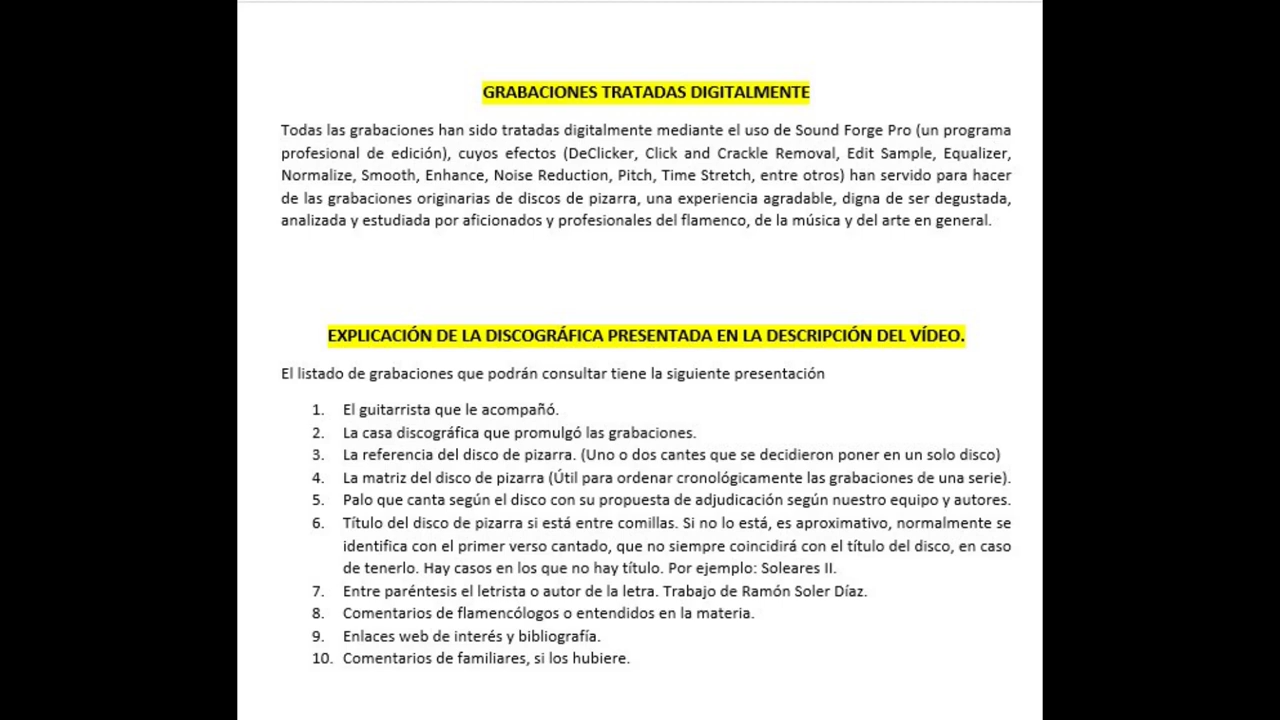 GRABACIONES TRATADAS DIGITALMENTE
Todas las grabaciones han sido tratadas digitalmente mediante el uso de Sound Forge Pro (un programa
profesional de edición), cuyos efectos (DeClicker, Click and Crackle Removal, Edit Sample, Equalizer,
Normalize, Smooth, Enhance, Noise Reduction, Pitch, Time Stretch, entre otros) han servido para hacer
de las grabaciones originarias de discos de pizarra, una experiencia agradable, digna de ser degustada,
analizada y estudiada por aficionados y profesionales del flamenco, de la música y del arte en general.
EXPLICACIÓN DE LA DISCOGRÁFICA PRESENTADA EN LA DESCRIPCIÓN DEL VÍDEO.
El listado de grabaciones que podrán consultar tiene la siguiente presentación
1. El guitarrista que le acompañó.
2. La casa discográfica que promulgó las grabaciones.
3. La referencia del disco de pizarra. (Uno o dos cantes que se decidieron poner en un solo disco)
4. La matriz del disco de pizarra (Útil para ordenar cronológicamente las grabaciones de una serie).
5. Palo que canta según el disco con su propuesta de adjudicación según nuestro equipo y autores.
6. Título del disco de pizarra si está entre comillas. Si no lo está, es aproximativo, normalmente se
identifica con el primer verso cantado, que no siempre coincidirá con el título del disco, en caso
de tenerlo. Hay casos en los que no hay título. Por ejemplo: Soleares II.
7. Entre paréntesis el letrista o autor de la letra. Trabajo de Ramón Soler Díaz.
8. Comentarios de flamencólogos o entendidos en la materia.
9. Enlaces web de interés y bibliografía.
10. Comentarios de familiares, si los hubiere.